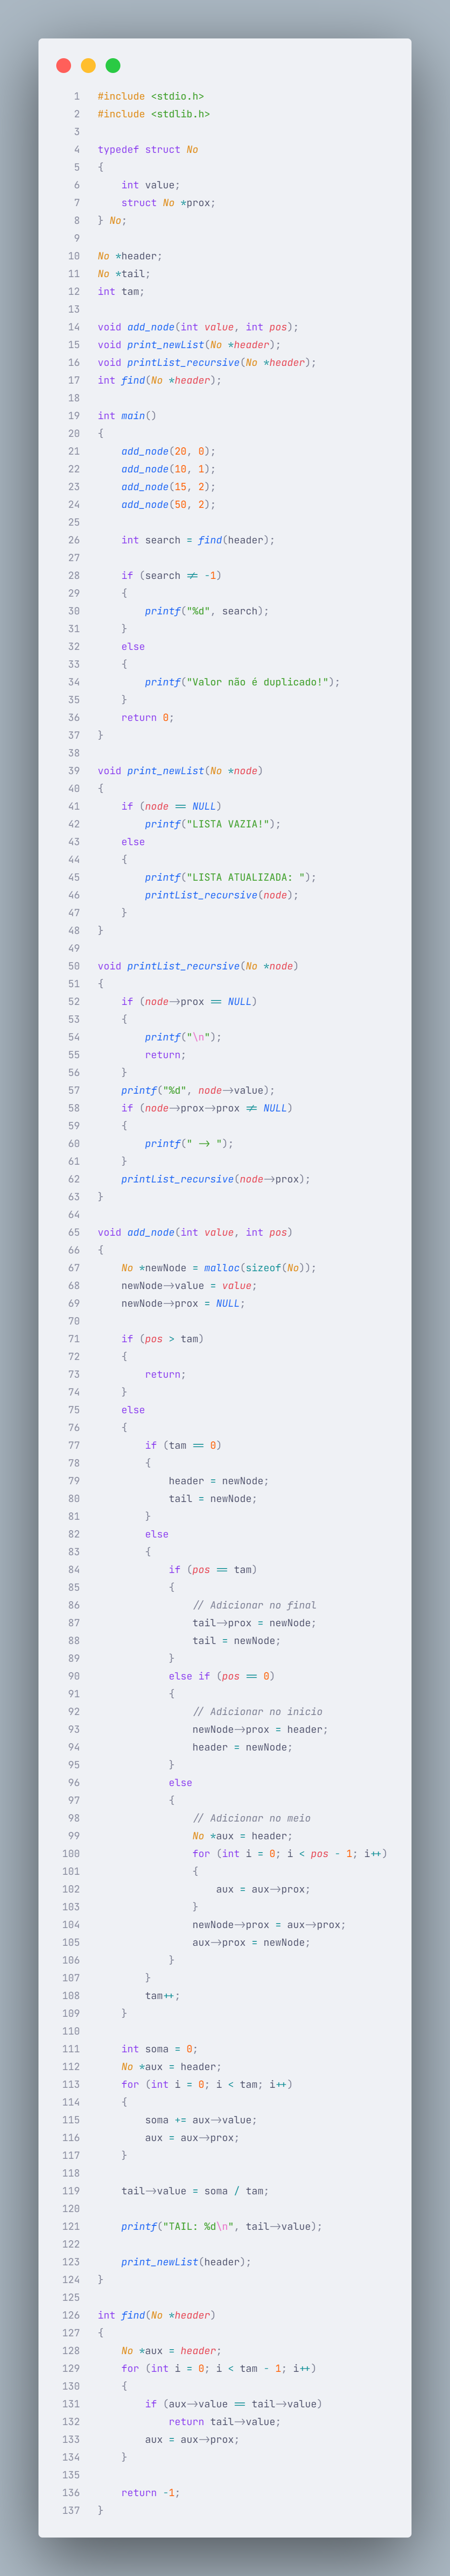 1 #include <stdio.h>
2 #include <stdlib.h>
3
4 typedef struct No
5 {
6     int value;
7     struct No *prox;
8 } No;
9
10 No *header;
11 No *tail;
12 int tam;
13
14 void add_node(int value, int pos);
15 void print_newList(No *header);
16 void printList_recursive(No *header);
17 int find(No *header);
18
19 int main()
20 {
21     add_node(20, 0);
22     add_node(10, 1);
23     add_node(15, 2);
24     add_node(50, 2);
25
26     int search = find(header);
27
28     if (search != -1)
29     {
30         printf("%d", search);
31     }
32     else
33     {
34         printf("Valor não é duplicado!");
35     }
36     return 0;
37 }
38
39 void print_newList(No *node)
40 {
41     if (node == NULL)
42         printf("LISTA VAZIA!");
43     else
44     {
45         printf("LISTA ATUALIZADA: ");
46         printList_recursive(node);
47     }
48 }
49
50 void printList_recursive(No *node)
51 {
52     if (node->prox == NULL)
53     {
54         printf("\n");
55         return;
56     }
57     printf("%d", node->value);
58     if (node->prox->prox != NULL)
59     {
60         printf(" -> ");
61     }
62     printList_recursive(node->prox);
63 }
64
65 void add_node(int value, int pos)
66 {
67     No *newNode = malloc(sizeof(No));
68     newNode->value = value;
69     newNode->prox = NULL;
70
71     if (pos > tam)
72     {
73         return;
74     }
75     else
76     {
77         if (tam == 0)
78         {
79             header = newNode;
80             tail = newNode;
81         }
82         else
83         {
84             if (pos == tam)
85             {
86                 // Adicionar no final
87                 tail->prox = newNode;
88                 tail = newNode;
89             }
90             else if (pos == 0)
91             {
92                 // Adicionar no inicio
93                 newNode->prox = header;
94                 header = newNode;
95             }
96             else
97             {
98                 // Adicionar no meio
99                 No *aux = header;
100                 for (int i = 0; i < pos - 1; i++)
101                 {
102                     aux = aux->prox;
103                 }
104                 newNode->prox = aux->prox;
105                 aux->prox = newNode;
106             }
107         }
108         tam++;
109     }
110
111     int soma = 0;
112     No *aux = header;
113     for (int i = 0; i < tam; i++)
114     {
115         soma += aux->value;
116         aux = aux->prox;
117     }
118
119     tail->value = soma / tam;
120
121     printf("TAIL: %d\n", tail->value);
122
123     print_newList(header);
124 }
125
126 int find(No *header)
127 {
128     No *aux = header;
129     for (int i = 0; i < tam - 1; i++)
130     {
131         if (aux->value == tail->value)
132             return tail->value;
133         aux = aux->prox;
134     }
135
136     return -1;
137 }